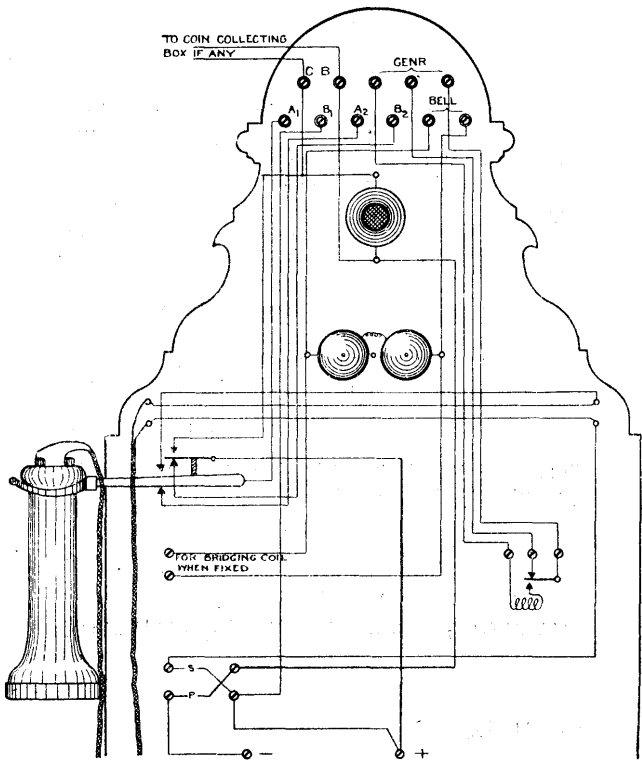 TO COIN COLLECTING
BOX IF ANY
C B
GENR
A1 B1 A2 B2 BELL
FOR BRIDGING COIL
WHEN FIXED
S
P
− +